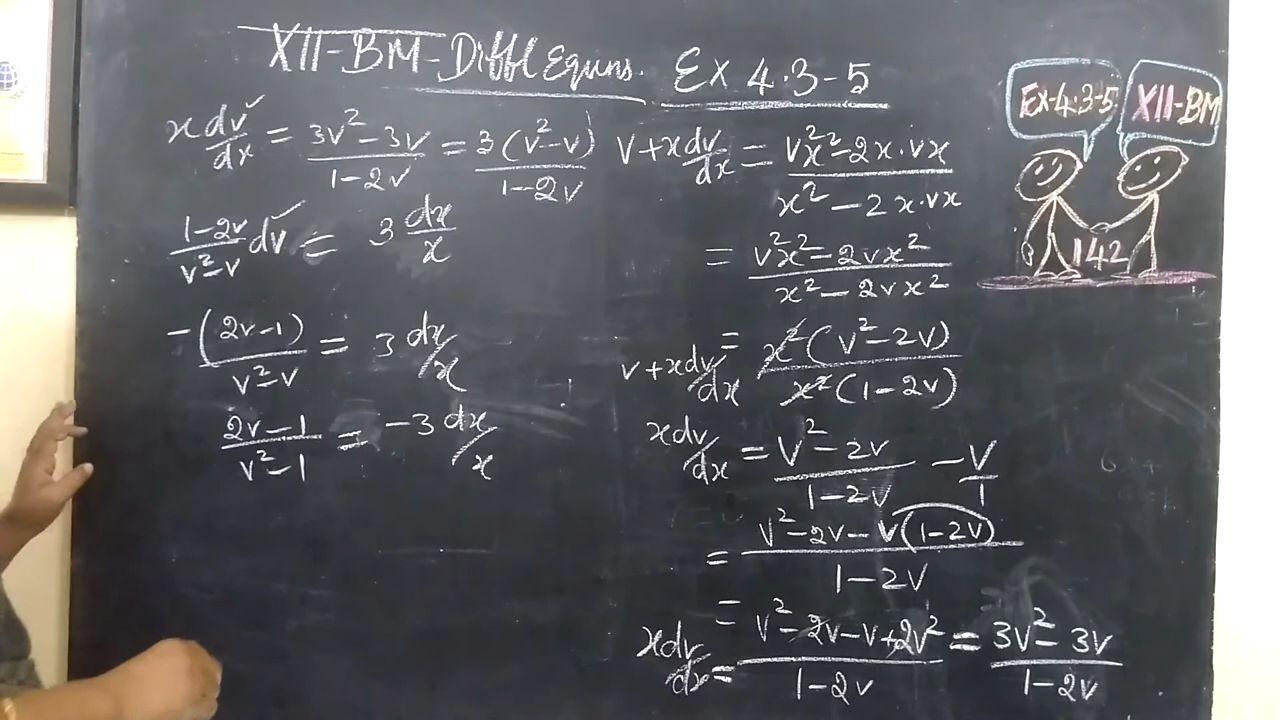 XII-BM-Diffl Equns. Ex 4.3-5
Ex-4.3-5 XII-BM
142
x dv/dx = (3v² - 3v)/(1-2v) = 3(v²-v)/(1-2v)
(1-2v)/(v²-v) dv = 3 dx/x
-(2v-1)/(v²-v) = 3 dx/x
(2v-1)/(v²-1) = -3 dx/x
v+x dv/dx = (v²x² - 2x.vx)/(x² - 2x.vx)
= (v²x² - 2vx²)/(x² - 2vx²)
v+x dv/dx = x²(v²-2v)/x²(1-2v)
x dv/dx = (v²-2v)/(1-2v) - v/1
= (v²-2v-v(1-2v))/(1-2v)
x dv/dx = = (v²-2v-v+2v²)/(1-2v) = (3v²-3v)/(1-2v)